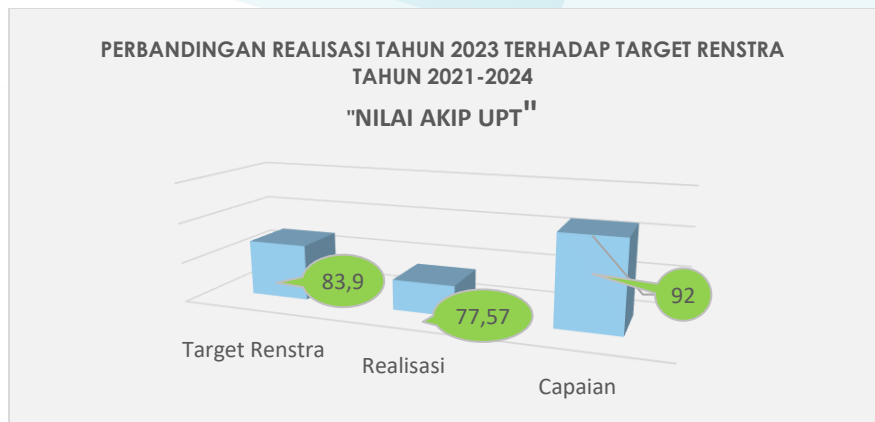 PERBANDINGAN REALISASI TAHUN 2023 TERHADAP TARGET RENSTRA
TAHUN 2021-2024
"NILAI AKIP UPT"
83,9
77,57
92
Target Renstra
Realisasi
Capaian